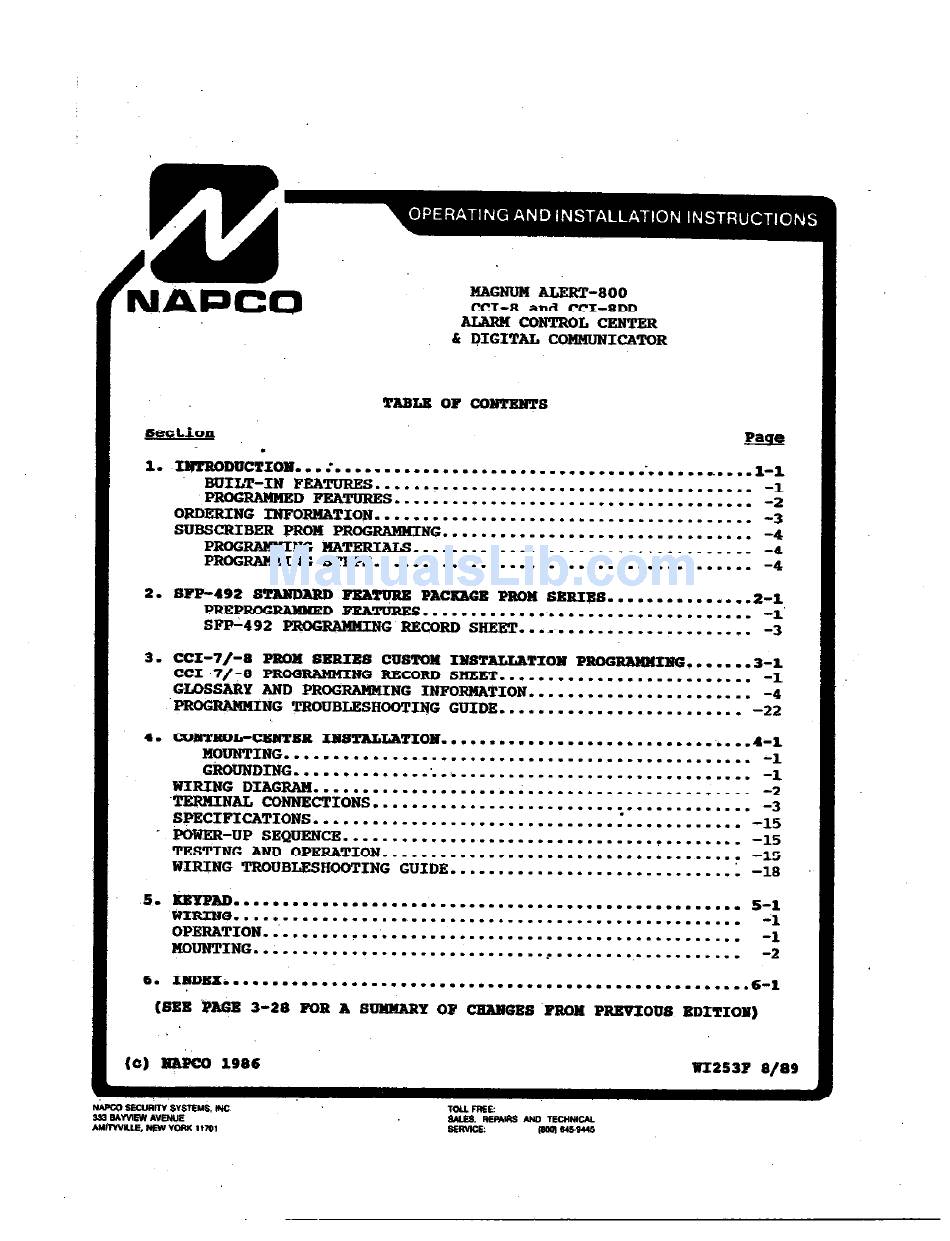 OPERATING AND INSTALLATION INSTRUCTIONS
NAPCO
MAGNUM ALERT-800
CCI-8 and CCI-8DD
ALARM CONTROL CENTER
& DIGITAL COMMUNICATOR
TABLE OF CONTENTS
Section Page
1. INTRODUCTION.................................................1-1
BUILT-IN FEATURES...................................... -1
PROGRAMMED FEATURES.................................... -2
ORDERING INFORMATION...................................... -3
SUBSCRIBER PROM PROGRAMMING............................... -4
PROGRAMMING MATERIALS.................................. -4
PROGRAMMING ...................................... -4
ManualsLib.com
2. SFP-492 STANDARD FEATURE PACKAGE PROM SERIES...............2-1
PREPROGRAMMED FEATURES................................. -1
SFP-492 PROGRAMMING RECORD SHEET........................ -3
3. CCI-7/-8 PROM SERIES CUSTOM INSTALLATION PROGRAMMING.......3-1
CCI-7/-8 PROGRAMMING RECORD SHEET.......................... -1
GLOSSARY AND PROGRAMMING INFORMATION....................... -4
PROGRAMMING TROUBLESHOOTING GUIDE......................... -22
4. CONTROL-CENTER INSTALLATION................................4-1
MOUNTING............................................... -1
GROUNDING.............................................. -1
WIRING DIAGRAM............................................ -2
TERMINAL CONNECTIONS...................................... -3
SPECIFICATIONS........................................... -15
POWER-UP SEQUENCE........................................ -15
TESTING AND OPERATION.................................... -15
WIRING TROUBLESHOOTING GUIDE............................. -18
5. KEYPAD.................................................... 5-1
WIRING................................................... -1
OPERATION................................................ -1
MOUNTING................................................. -2
6. INDEX.....................................................6-1
(SEE PAGE 3-28 FOR A SUMMARY OF CHANGES FROM PREVIOUS EDITION)
(c) NAPCO 1986 WI253F 8/89
NAPCO SECURITY SYSTEMS, INC
333 BAYVIEW AVENUE
AMITYVILLE, NEW YORK 11701
TOLL FREE:
SALES, REPAIRS AND TECHNICAL
SERVICE: (800) 645-9445